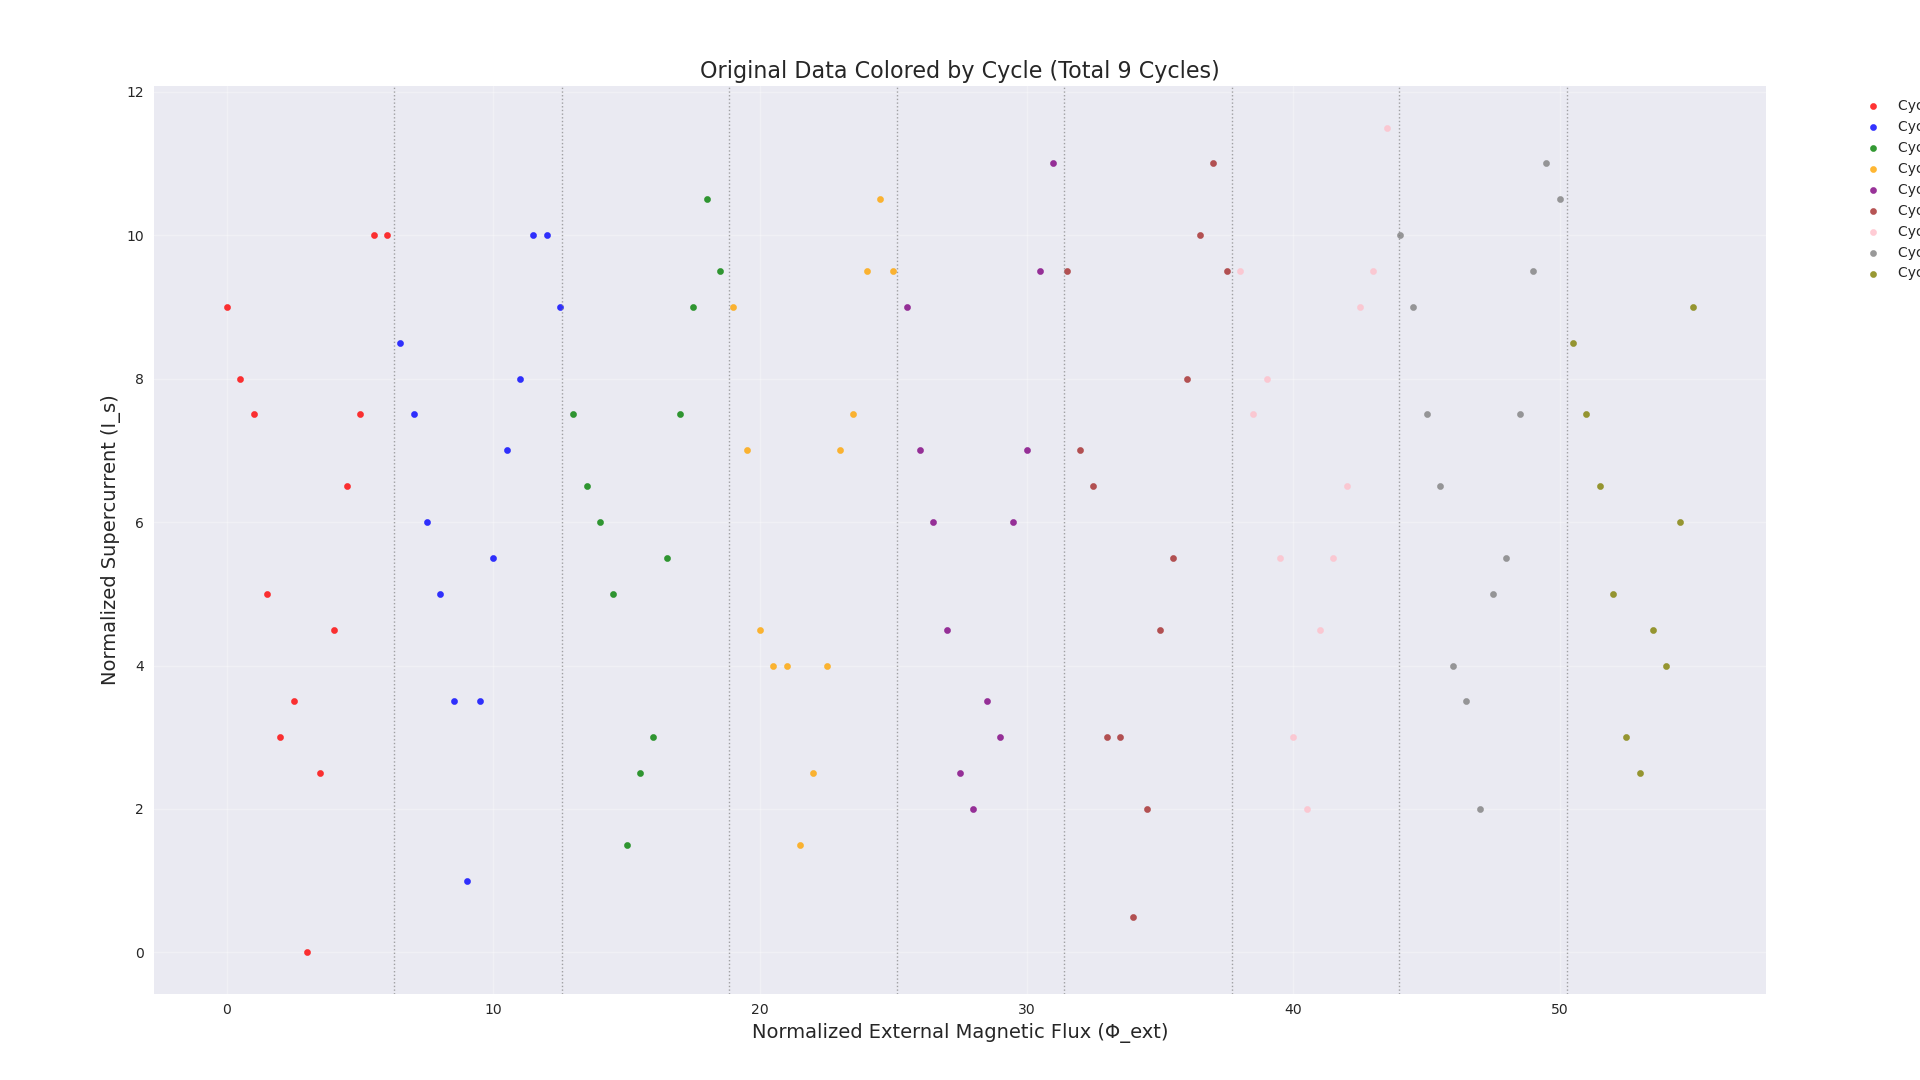 Original Data Colored by Cycle (Total 9 Cycles)
12
10
8
6
4
2
0
Normalized Supercurrent (I_s)
0 10 20 30 40 50
Normalized External Magnetic Flux (Φ_ext)
Cyc
Cyc
Cyc
Cyc
Cyc
Cyc
Cyc
Cyc
Cyc